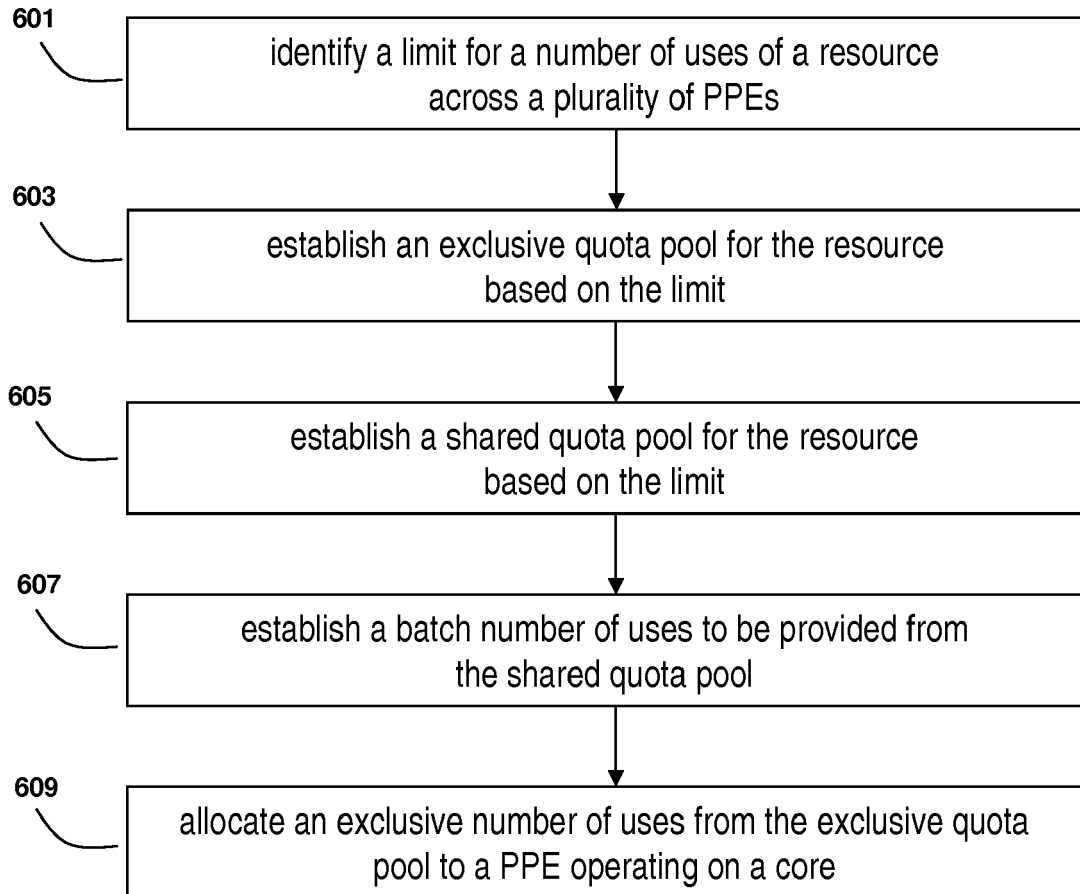 601
identify a limit for a number of uses of a resource
across a plurality of PPEs
603
establish an exclusive quota pool for the resource
based on the limit
605
establish a shared quota pool for the resource
based on the limit
607
establish a batch number of uses to be provided from
the shared quota pool
609
allocate an exclusive number of uses from the exclusive quota
pool to a PPE operating on a core